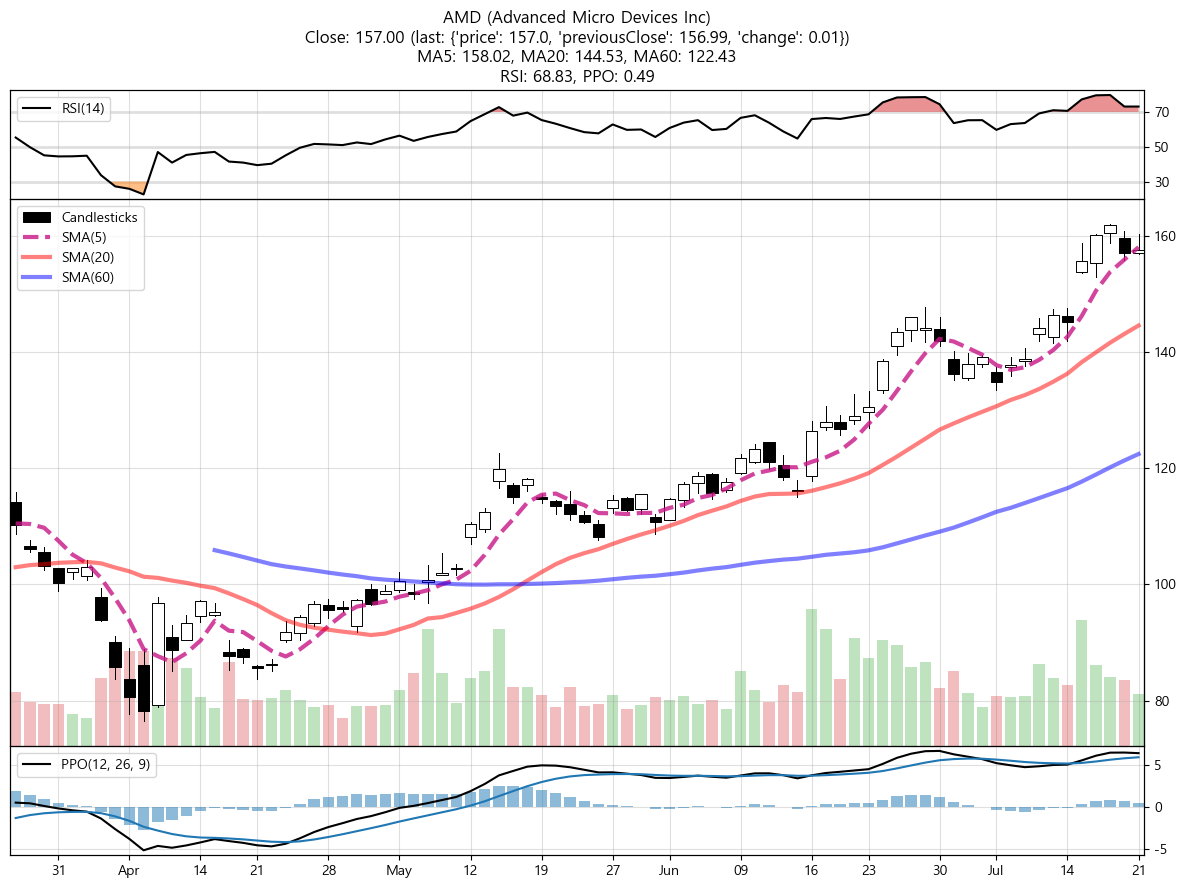 AMD (Advanced Micro Devices Inc)
Close: 157.00 (last: {'price': 157.0, 'previousClose': 156.99, 'change': 0.01})
MA5: 158.02, MA20: 144.53, MA60: 122.43
RSI: 68.83, PPO: 0.49
RSI(14)
70
50
30
Candlesticks
SMA(5)
SMA(20)
SMA(60)
160
140
120
100
80
PPO(12, 26, 9)
5
0
-5
31 Apr 14 21 28 May 12 19 27 Jun 09 16 23 30 Jul 14 21